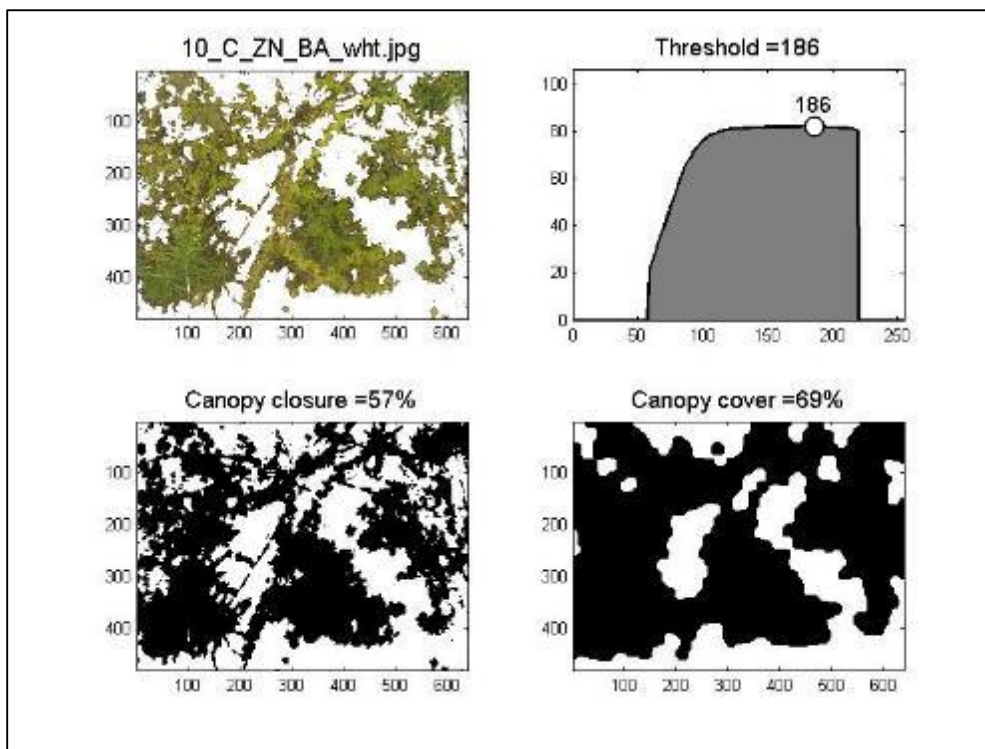 10_C_ZN_BA_wht.jpg
100
200
300
400
100 200 300 400 500 600
Threshold =186
186
100
80
60
40
20
0
0 50 100 150 200 250
Canopy closure =57%
100
200
300
400
100 200 300 400 500 600
Canopy cover =69%
100
200
300
400
100 200 300 400 500 600